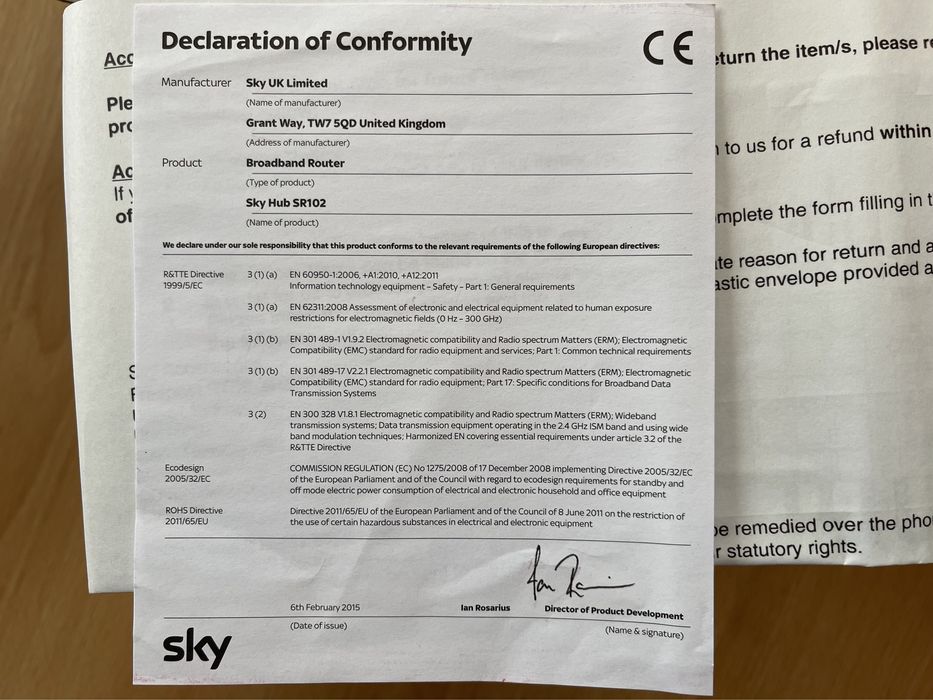 Declaration of Conformity
CE
Manufacturer Sky UK Limited
(Name of manufacturer)
Grant Way, TW7 5QD United Kingdom
(Address of manufacturer)
Product Broadband Router
(Type of product)
Sky Hub SR102
(Name of product)
We declare under our sole responsibility that this product conforms to the relevant requirements of the following European directives:
R&TTE Directive 3 (1) (a) EN 60950-1:2006, +A1:2010, +A12:2011
1999/5/EC Information technology equipment – Safety – Part 1: General requirements
3 (1) (a) EN 62311:2008 Assessment of electronic and electrical equipment related to human exposure
restrictions for electromagnetic fields (0 Hz – 300 GHz)
3 (1) (b) EN 301 489-1 V1.9.2 Electromagnetic compatibility and Radio spectrum Matters (ERM); Electromagnetic
Compatibility (EMC) standard for radio equipment and services; Part 1: Common technical requirements
3 (1) (b) EN 301 489-17 V2.2.1 Electromagnetic compatibility and Radio spectrum Matters (ERM); Electromagnetic
Compatibility (EMC) standard for radio equipment; Part 17: Specific conditions for Broadband Data
Transmission Systems
3 (2) EN 300 328 V1.8.1 Electromagnetic compatibility and Radio spectrum Matters (ERM); Wideband
transmission systems; Data transmission equipment operating in the 2.4 GHz ISM band and using wide
band modulation techniques; Harmonized EN covering essential requirements under article 3.2 of the
R&TTE Directive
Ecodesign COMMISSION REGULATION (EC) No 1275/2008 of 17 December 2008 implementing Directive 2005/32/EC
2005/32/EC of the European Parliament and of the Council with regard to ecodesign requirements for standby and
off mode electric power consumption of electrical and electronic household and office equipment
ROHS Directive Directive 2011/65/EU of the European Parliament and of the Council of 8 June 2011 on the restriction of
2011/65/EU the use of certain hazardous substances in electrical and electronic equipment
6th February 2015 Ian Rosarius Director of Product Development
(Date of issue) (Name & signature)
sky
Acc
Ple
pro
Ac
If
of
eturn the item/s, please re
to us for a refund within
mplete the form filling in t
te reason for return and a
astic envelope provided a
be remedied over the pho
r statutory rights.